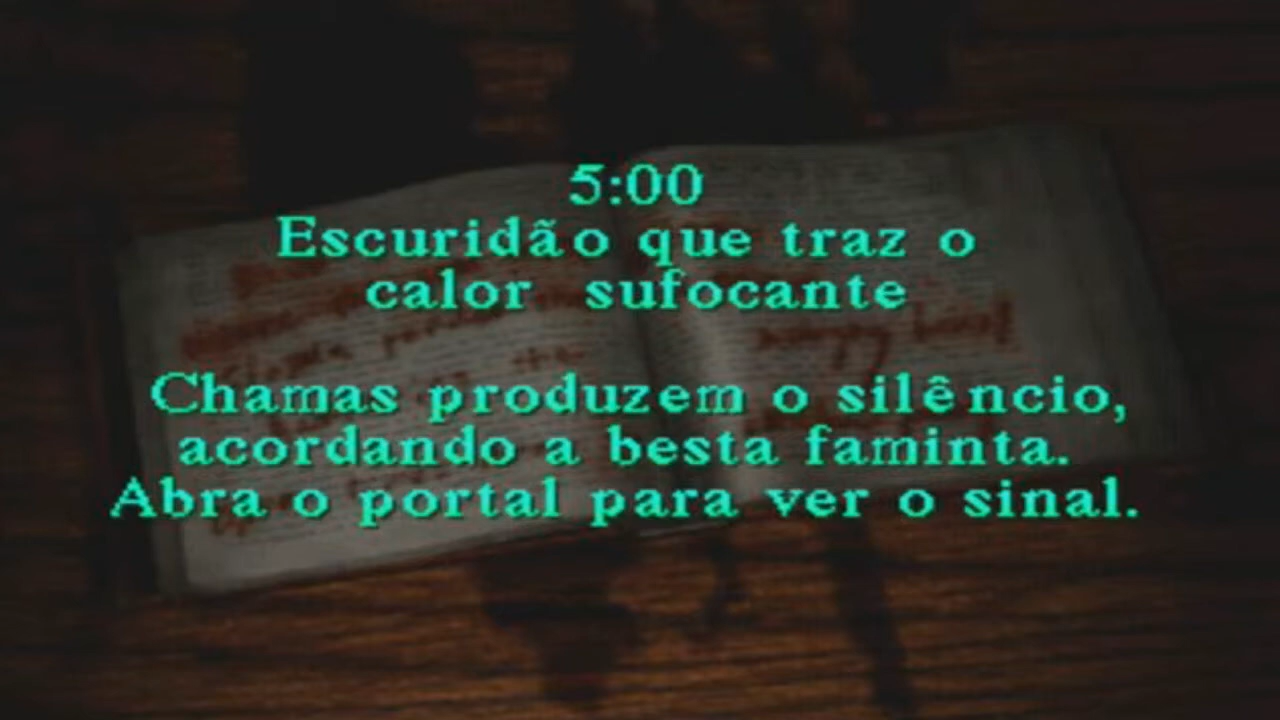 5:00
Escuridão que traz o
calor sufocante
Chamas produzem o silêncio,
acordando a besta faminta.
Abra o portal para ver o sinal.